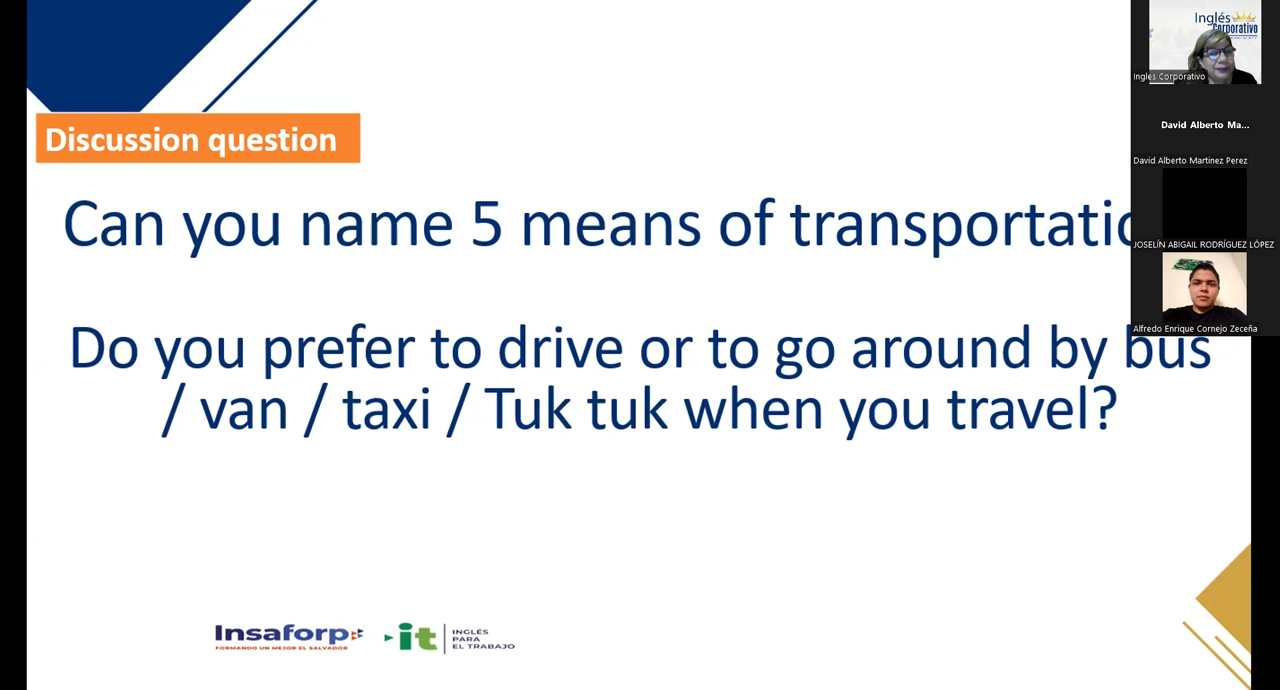 Discussion question
Can you name 5 means of transportatio
Do you prefer to drive or to go around by bus
/ van / taxi / Tuk tuk when you travel?
Insaforp
FORMANDO UN MEJOR EL SALVADOR
it
INGLÉS
PARA
EL TRABAJO
Inglés
Corporativo
Ingles Corporativo
David Alberto Ma...
David Alberto Martinez Perez
JOSELÍN ABIGAIL RODRÍGUEZ LÓPEZ
Alfredo Enrique Cornejo Zeceña